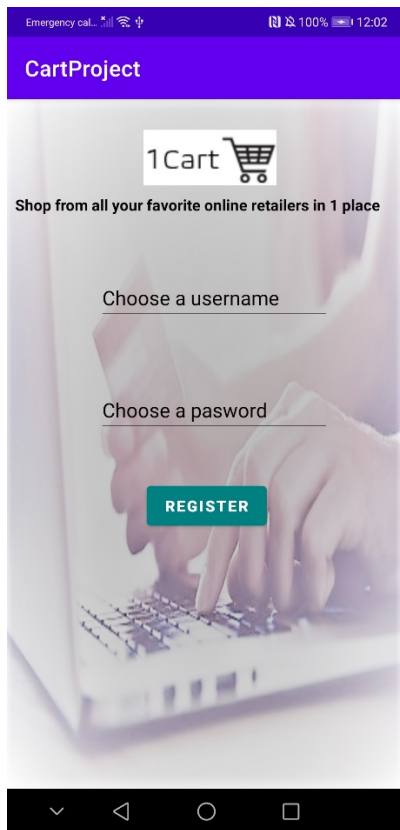 Emergency cal... 100% 12:02
CartProject
1Cart
Shop from all your favorite online retailers in 1 place
Choose a username
Choose a pasword
REGISTER